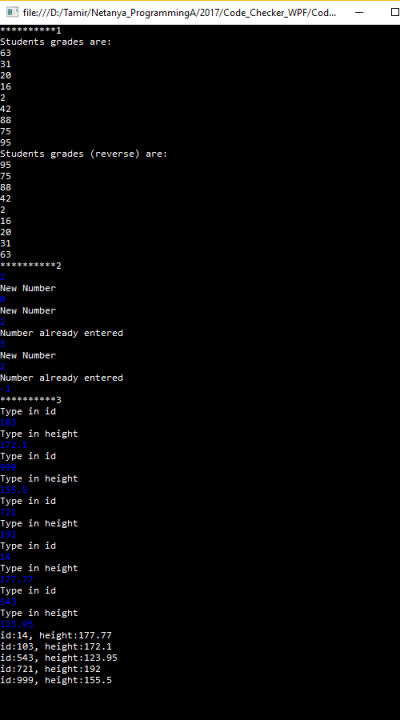 file:///D:/Tamir/Netanya_ProgrammingA/2017/Code_Checker_WPF/Cod...
**********1
Students grades are:
63
31
20
16
2
42
88
75
95
Students grades (reverse) are:
95
75
88
42
2
16
20
31
63
**********2
2
New Number
0
New Number
2
Number already entered
3
New Number
2
Number already entered
-1
**********3
Type in id
103
Type in height
172.1
Type in id
999
Type in height
155.5
Type in id
721
Type in height
192
Type in id
14
Type in height
177.77
Type in id
543
Type in height
123.95
id:14, height:177.77
id:103, height:172.1
id:543, height:123.95
id:721, height:192
id:999, height:155.5